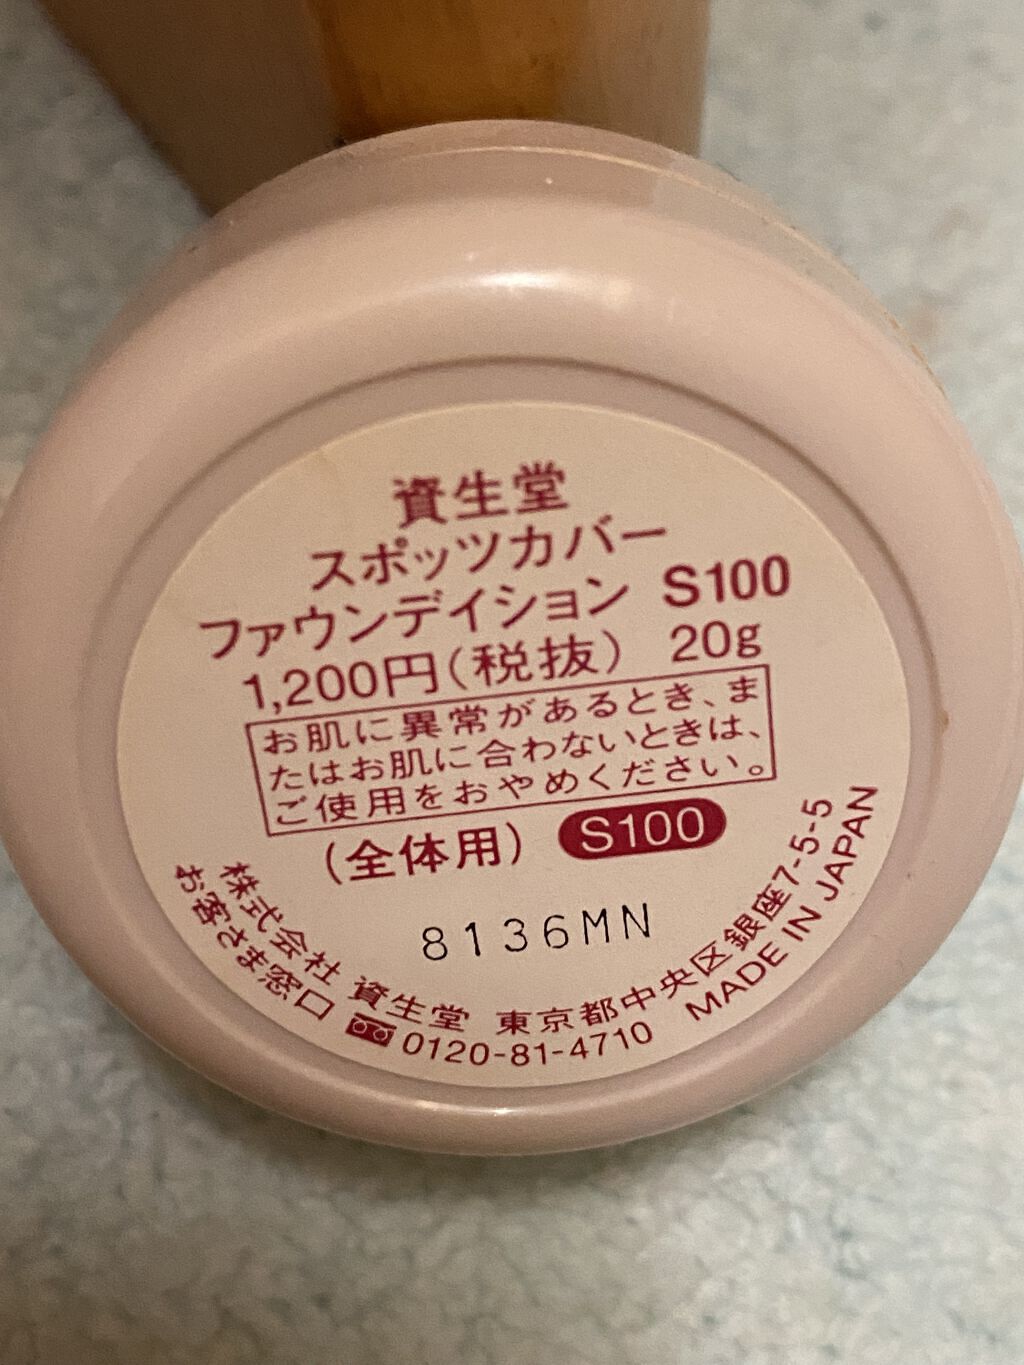 資生堂
スポッツカバー
ファウンデイション S100
1,200円(税抜) 20g
お肌に異常があるとき、ま
たはお肌に合わないときは、
ご使用をおやめください。
(全体用) S100
8136MN
株式会社 資生堂 東京都中央区銀座7-5-5
お客さま窓口 0120-81-4710 MADE IN JAPAN